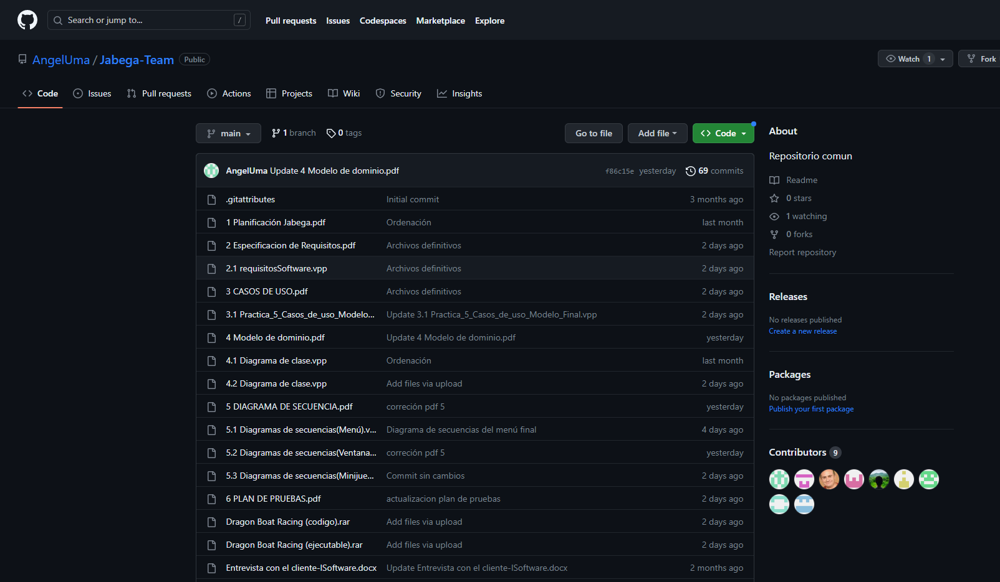 Search or jump to... /
Pull requests Issues Codespaces Marketplace Explore
AngelUma / Jabega-Team Public
Watch 1 Fork
Code Issues Pull requests Actions Projects Wiki Security Insights
main 1 branch 0 tags Go to file Add file Code
AngelUma Update 4 Modelo de dominio.pdf f86c15e yesterday 69 commits
.gitattributes Initial commit 3 months ago
1 Planificación Jabega.pdf Ordenación last month
2 Especificacion de Requisitos.pdf Archivos definitivos 2 days ago
2.1 requisitosSoftware.vpp Archivos definitivos 2 days ago
3 CASOS DE USO.pdf Archivos definitivos 2 days ago
3.1 Practica_5_Casos_de_uso_Modelo... Update 3.1 Practica_5_Casos_de_uso_Modelo_Final.vpp 2 days ago
4 Modelo de dominio.pdf Update 4 Modelo de dominio.pdf yesterday
4.1 Diagrama de clase.vpp Ordenación last month
4.2 Diagrama de clase.vpp Add files via upload 2 days ago
5 DIAGRAMA DE SECUENCIA.pdf correción pdf 5 yesterday
5.1 Diagramas de secuencias(Menú).v... Diagrama de secuencias del menú final 4 days ago
5.2 Diagramas de secuencias(Ventana... correción pdf 5 yesterday
5.3 Diagramas de secuencias(Minijue... Commit sin cambios 2 days ago
6 PLAN DE PRUEBAS.pdf actualizacion plan de pruebas 2 days ago
Dragon Boat Racing (codigo).rar Add files via upload 2 days ago
Dragon Boat Racing (ejecutable).rar Add files via upload 2 days ago
Entrevista con el cliente-ISoftware.docx Update Entrevista con el cliente-ISoftware.docx 2 months ago
About
Repositorio comun
Readme
0 stars
1 watching
0 forks
Report repository
Releases
No releases published
Create a new release
Packages
No packages published
Publish your first package
Contributors 9